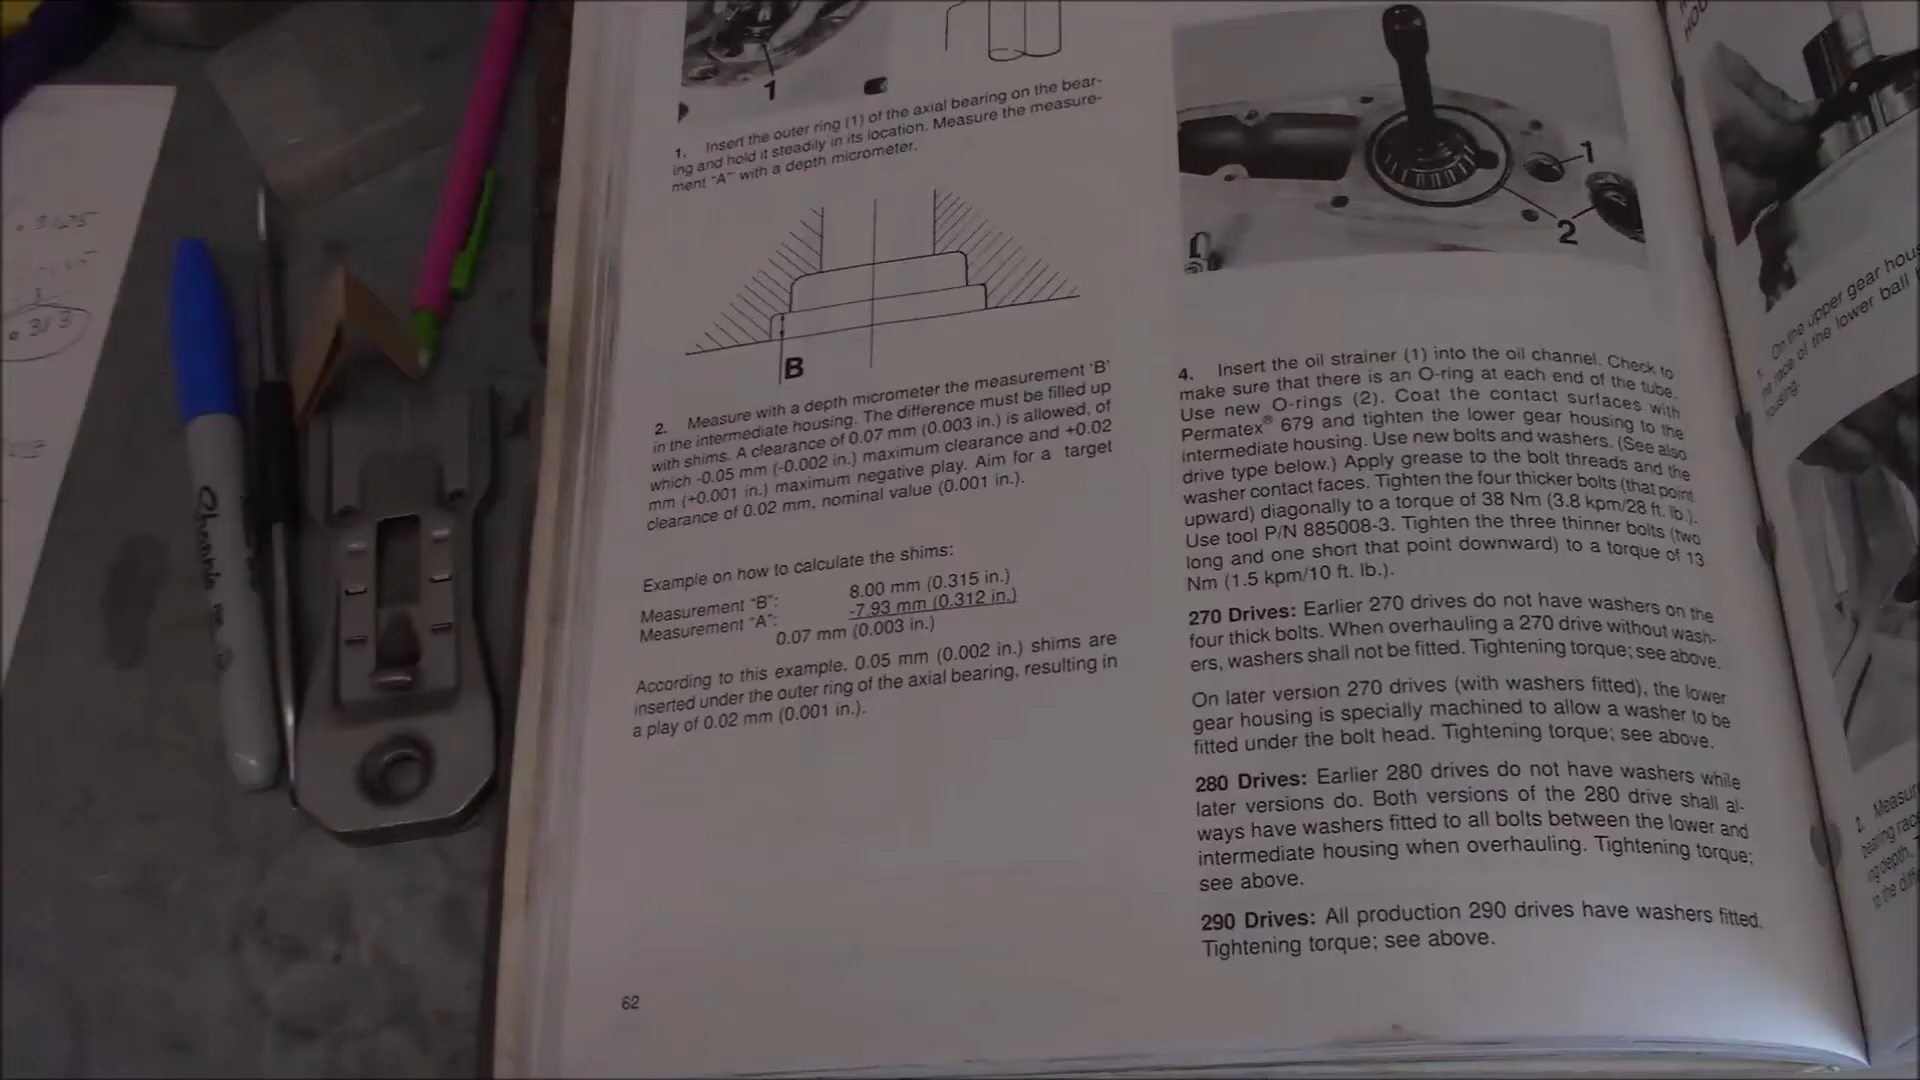 . 3125
. 313
Sharpie
1
1. Insert the outer ring (1) of the axial bearing on the bear-
ing and hold it steadily in its location. Measure the measure-
ment "A" with a depth micrometer.
B
2. Measure with a depth micrometer the measurement 'B'
in the intermediate housing. The difference must be filled up
with shims. A clearance of 0.07 mm (0.003 in.) is allowed, of
which -0.05 mm (-0.002 in.) maximum clearance and +0.02
mm (+0.001 in.) maximum negative play. Aim for a target
clearance of 0.02 mm, nominal value (0.001 in.).
Example on how to calculate the shims:
Measurement "B": 8.00 mm (0.315 in.)
Measurement "A": -7.93 mm (0.312 in.)
0.07 mm (0.003 in.)
According to this example, 0.05 mm (0.002 in.) shims are
inserted under the outer ring of the axial bearing, resulting in
a play of 0.02 mm (0.001 in.).
62
1
2
4. Insert the oil strainer (1) into the oil channel. Check to
make sure that there is an O-ring at each end of the tube.
Use new O-rings (2). Coat the contact surfaces with
Permatex® 679 and tighten the lower gear housing to the
intermediate housing. Use new bolts and washers. (See also
drive type below.) Apply grease to the bolt threads and the
washer contact faces. Tighten the four thicker bolts (that point
upward) diagonally to a torque of 38 Nm (3.8 kpm/28 ft. lb.).
Use tool P/N 885008-3. Tighten the three thinner bolts (two
long and one short that point downward) to a torque of 13
Nm (1.5 kpm/10 ft. lb.).
270 Drives: Earlier 270 drives do not have washers on the
four thick bolts. When overhauling a 270 drive without wash-
ers, washers shall not be fitted. Tightening torque; see above.
On later version 270 drives (with washers fitted), the lower
gear housing is specially machined to allow a washer to be
fitted under the bolt head. Tightening torque; see above.
280 Drives: Earlier 280 drives do not have washers while
later versions do. Both versions of the 280 drive shall al-
ways have washers fitted to all bolts between the lower and
intermediate housing when overhauling. Tightening torque;
see above.
290 Drives: All production 290 drives have washers fitted.
Tightening torque; see above.
upper gear
race of the lower ball
housing.
2.